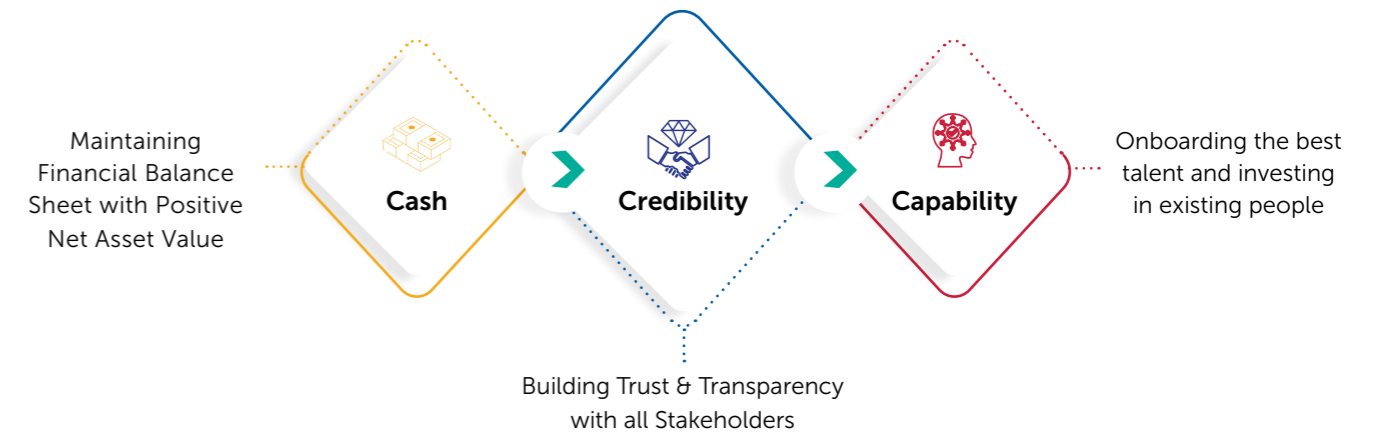 Maintaining
Financial Balance
Sheet with Positive
Net Asset Value
Cash
Credibility
Building Trust & Transparency
with all Stakeholders
Capability
Onboarding the best
talent and investing
in existing people